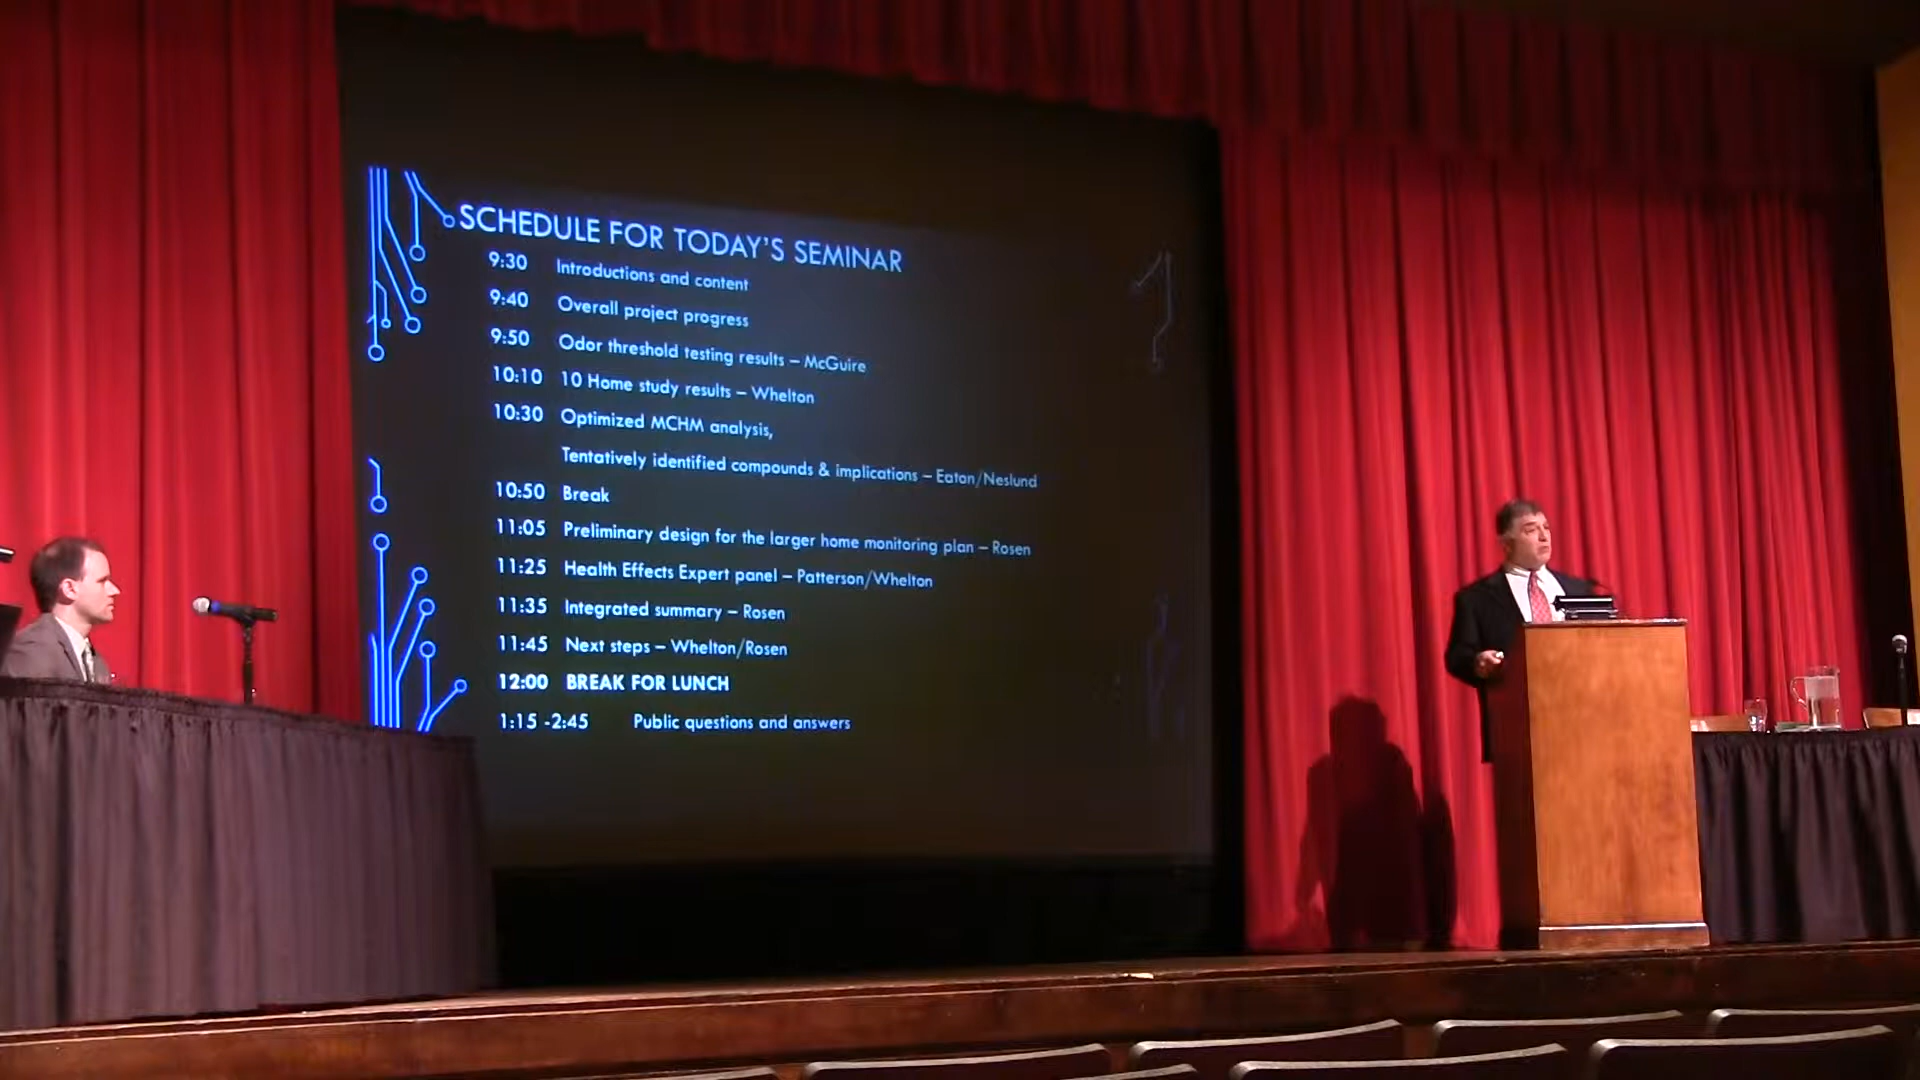 SCHEDULE FOR TODAY'S SEMINAR
9:30 Introductions and content
9:40 Overall project progress
9:50 Odor threshold testing results – McGuire
10:10 10 Home study results – Whelton
10:30 Optimized MCHM analysis,
Tentatively identified compounds & implications – Eaton/Neslund
10:50 Break
11:05 Preliminary design for the larger home monitoring plan – Rosen
11:25 Health Effects Expert panel – Patterson/Whelton
11:35 Integrated summary – Rosen
11:45 Next steps – Whelton/Rosen
12:00 BREAK FOR LUNCH
1:15 -2:45 Public questions and answers